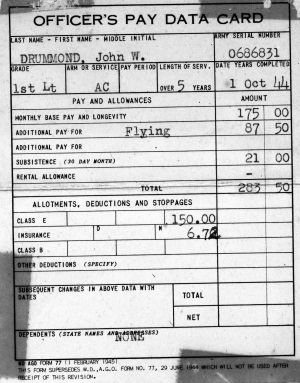 OFFICER'S PAY DATA CARD
LAST NAME - FIRST NAME - MIDDLE INITIAL ARMY SERIAL NUMBER
DRUMMOND, John W. 0686831
GRADE ARM OR SERVICE PAY PERIOD LENGTH OF SERV. DATE YEARS COMPLETED
1st Lt AC OVER 5 YEARS 1 Oct 44
PAY AND ALLOWANCES AMOUNT
MONTHLY BASE PAY AND LONGEVITY 175 00
ADDITIONAL PAY FOR Flying 87 50
ADDITIONAL PAY FOR
SUBSISTENCE (30 DAY MONTH) 21 00
RENTAL ALLOWANCE -
TOTAL 283 50
ALLOTMENTS, DEDUCTIONS AND STOPPAGES
CLASS E 150.00
INSURANCE D N 6.72
CLASS B
OTHER DEDUCTIONS (SPECIFY)
SUBSEQUENT CHANGES IN ABOVE DATA WITH DATES TOTAL
NET
DEPENDENTS (STATE NAMES AND ADDRESSES)
NONE
WD AGO FORM 77 (1 FEBRUARY 1945)
THIS FORM SUPERSEDES W.D., A.G.O. FORM NO. 77, 29 JUNE 1944 WHICH WILL NOT BE USED AFTER
RECEIPT OF THIS REVISION.